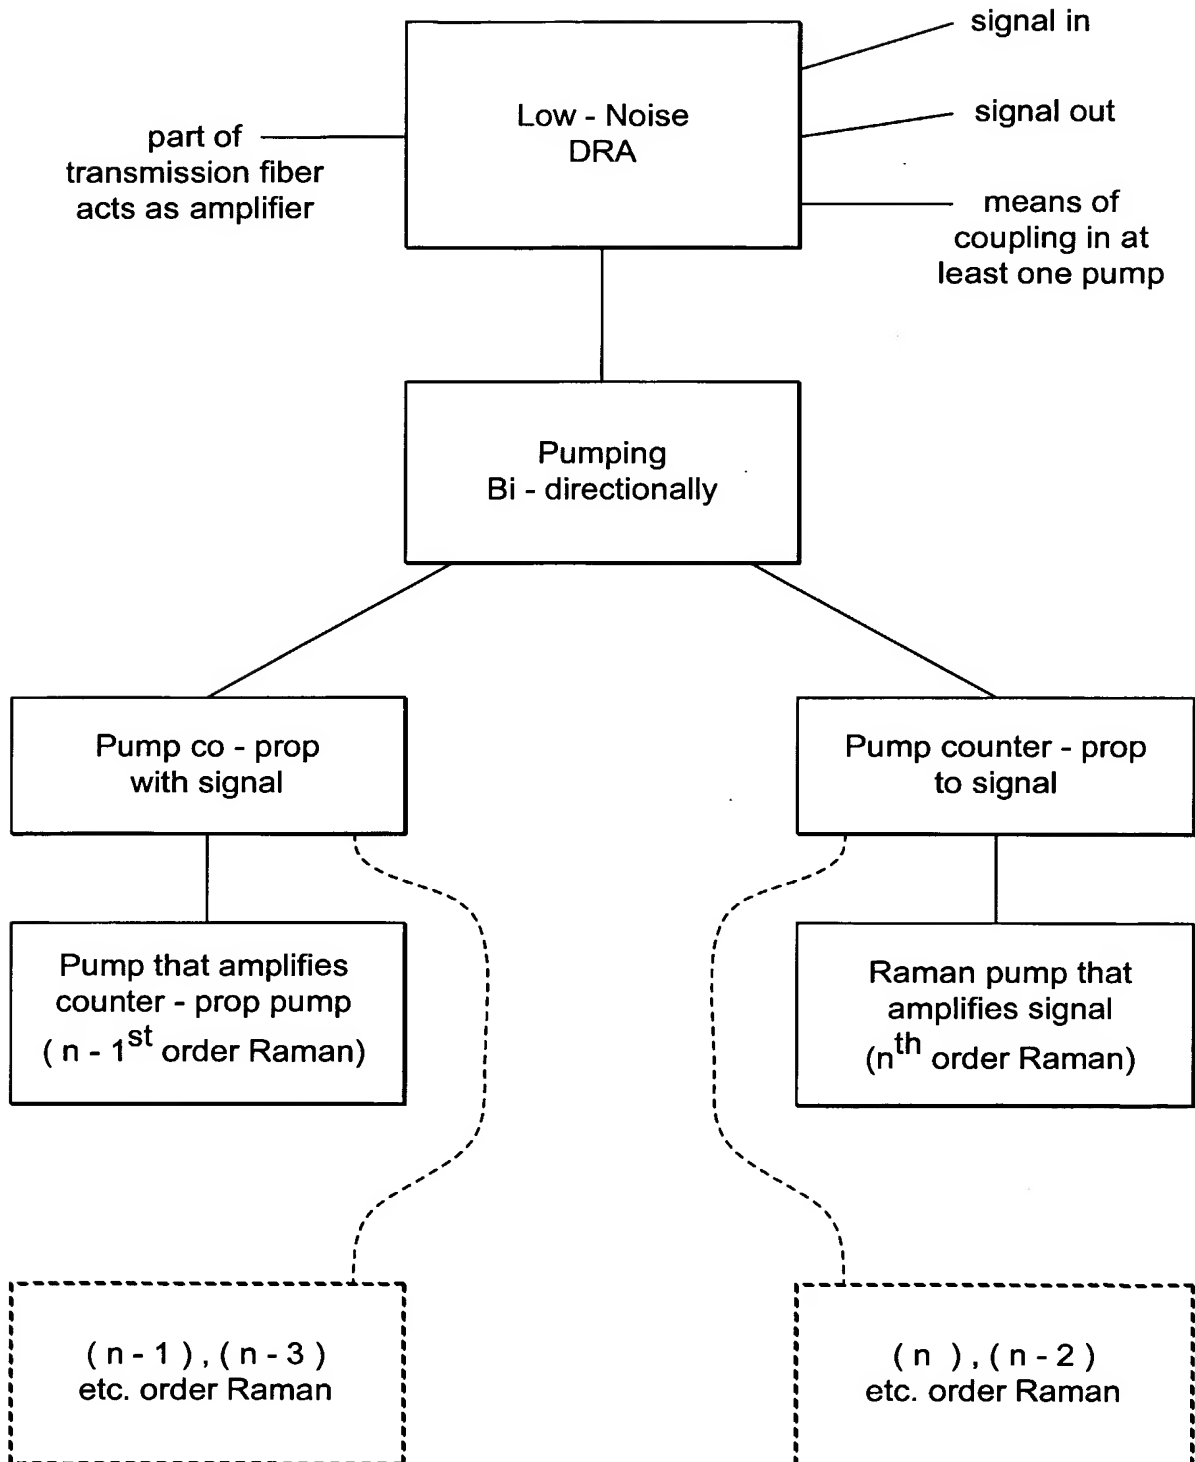 signal in
Low - Noise
DRA
signal out
part of
transmission fiber
acts as amplifier
means of
coupling in at
least one pump
Pumping
Bi - directionally
Pump co - prop
with signal
Pump counter - prop
to signal
Pump that amplifies
counter - prop pump
( n - 1st order Raman)
Raman pump that
amplifies signal
(nth order Raman)
( n - 1 ) , ( n - 3 )
etc. order Raman
( n ) , ( n - 2 )
etc. order Raman